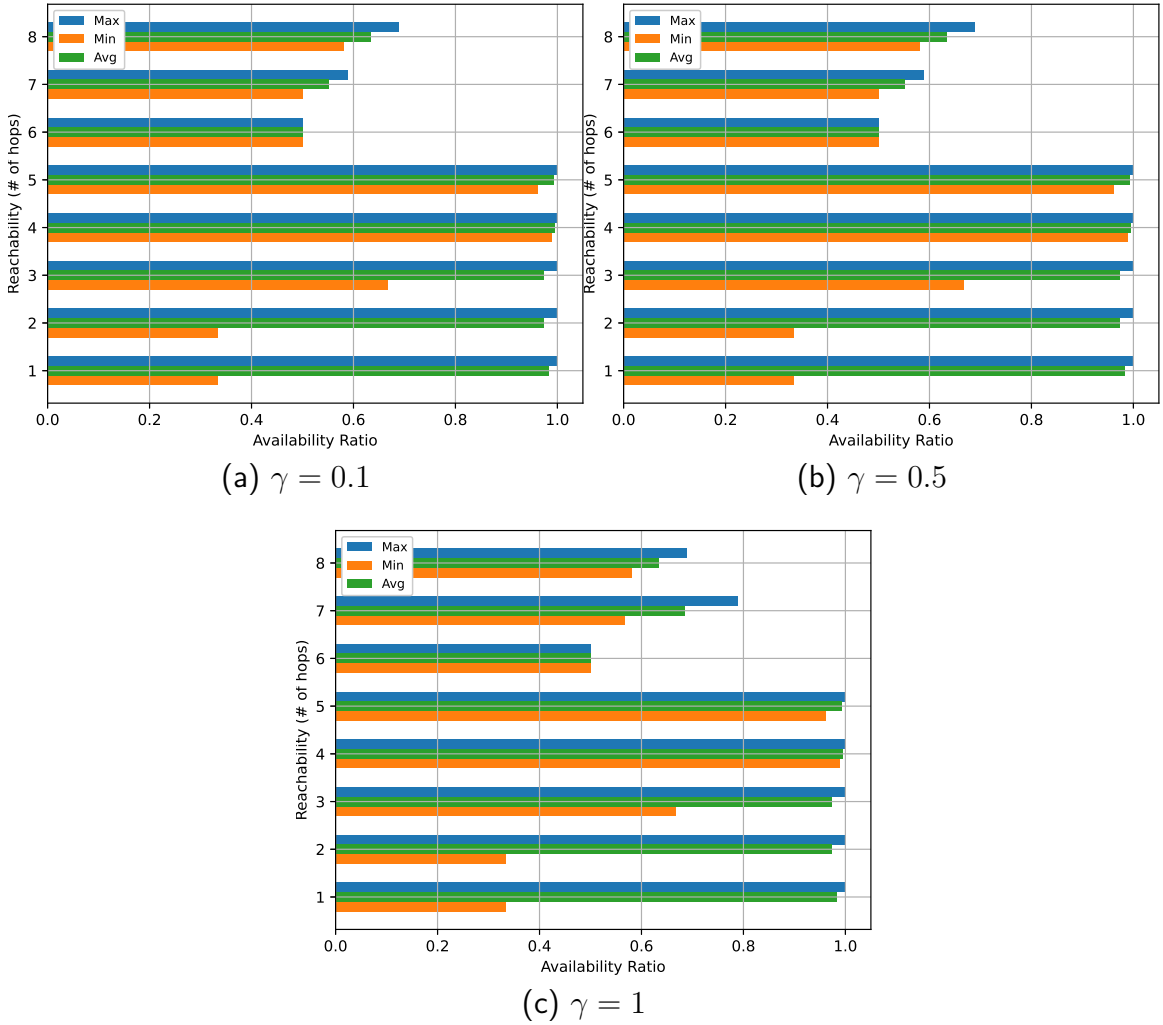 Max
Min
Avg
Reachability (# of hops)
8
7
6
5
4
3
2
1
0.0 0.2 0.4 0.6 0.8 1.0
Availability Ratio
(a) γ = 0.1
Max
Min
Avg
Reachability (# of hops)
8
7
6
5
4
3
2
1
0.0 0.2 0.4 0.6 0.8 1.0
Availability Ratio
(b) γ = 0.5
Max
Min
Avg
Reachability (# of hops)
8
7
6
5
4
3
2
1
0.0 0.2 0.4 0.6 0.8 1.0
Availability Ratio
(c) γ = 1